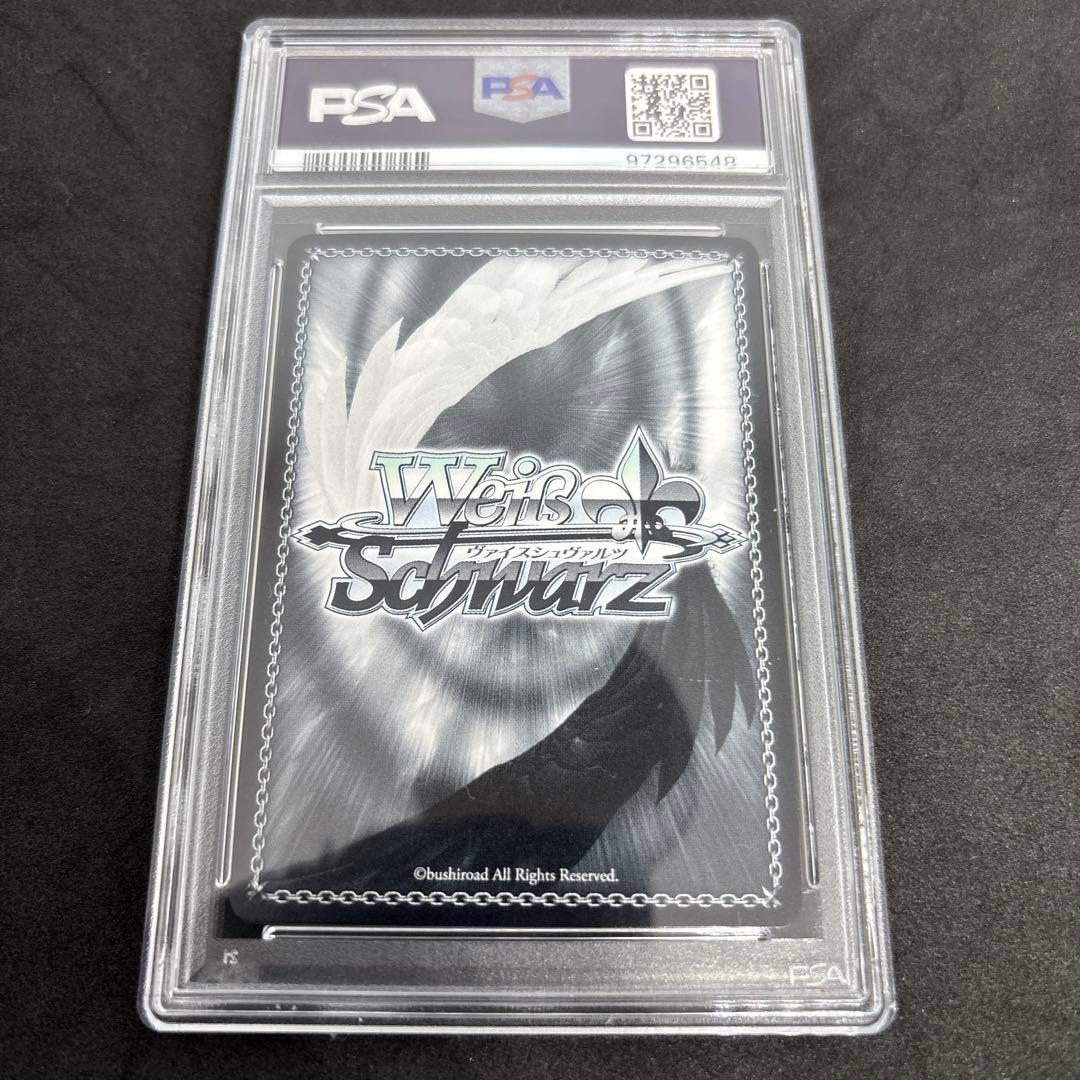 PSA
PSA
97296548
Weiß
ヴァイスシュヴァルツ
Schwarz
©bushiroad All Rights Reserved.
PSA